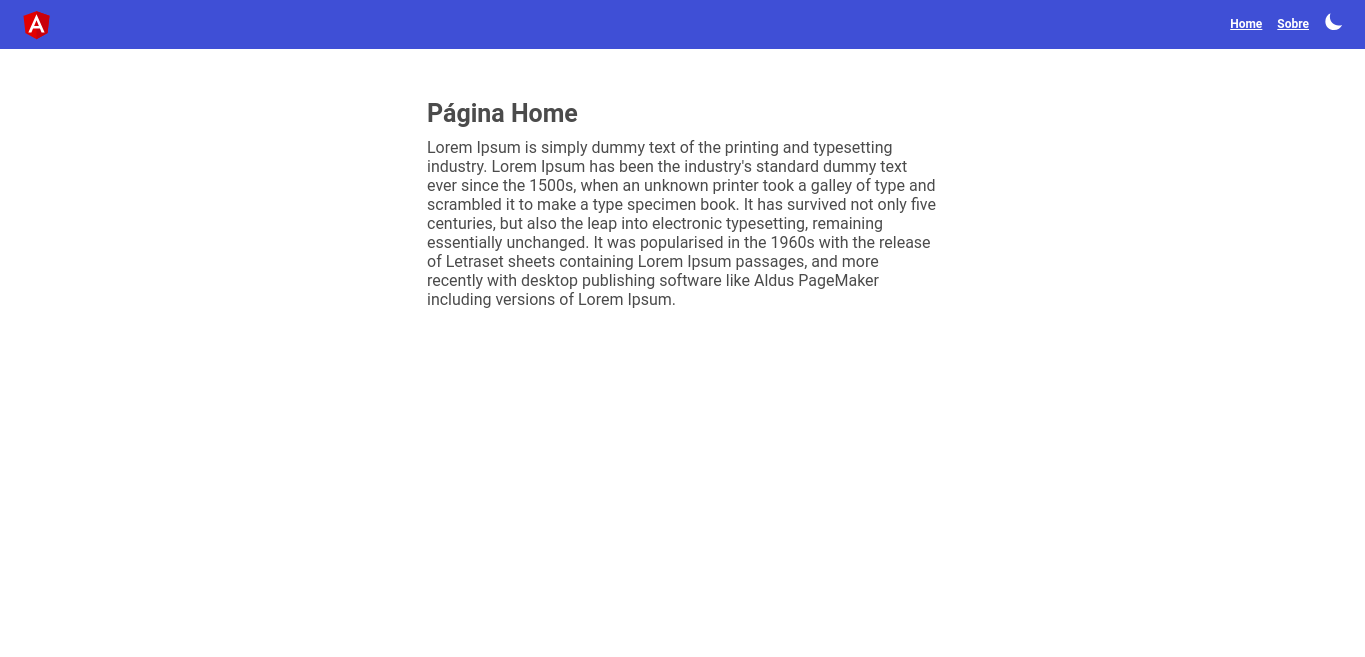 A
Home Sobre
Página Home
Lorem Ipsum is simply dummy text of the printing and typesetting
industry. Lorem Ipsum has been the industry's standard dummy text
ever since the 1500s, when an unknown printer took a galley of type and
scrambled it to make a type specimen book. It has survived not only five
centuries, but also the leap into electronic typesetting, remaining
essentially unchanged. It was popularised in the 1960s with the release
of Letraset sheets containing Lorem Ipsum passages, and more
recently with desktop publishing software like Aldus PageMaker
including versions of Lorem Ipsum.